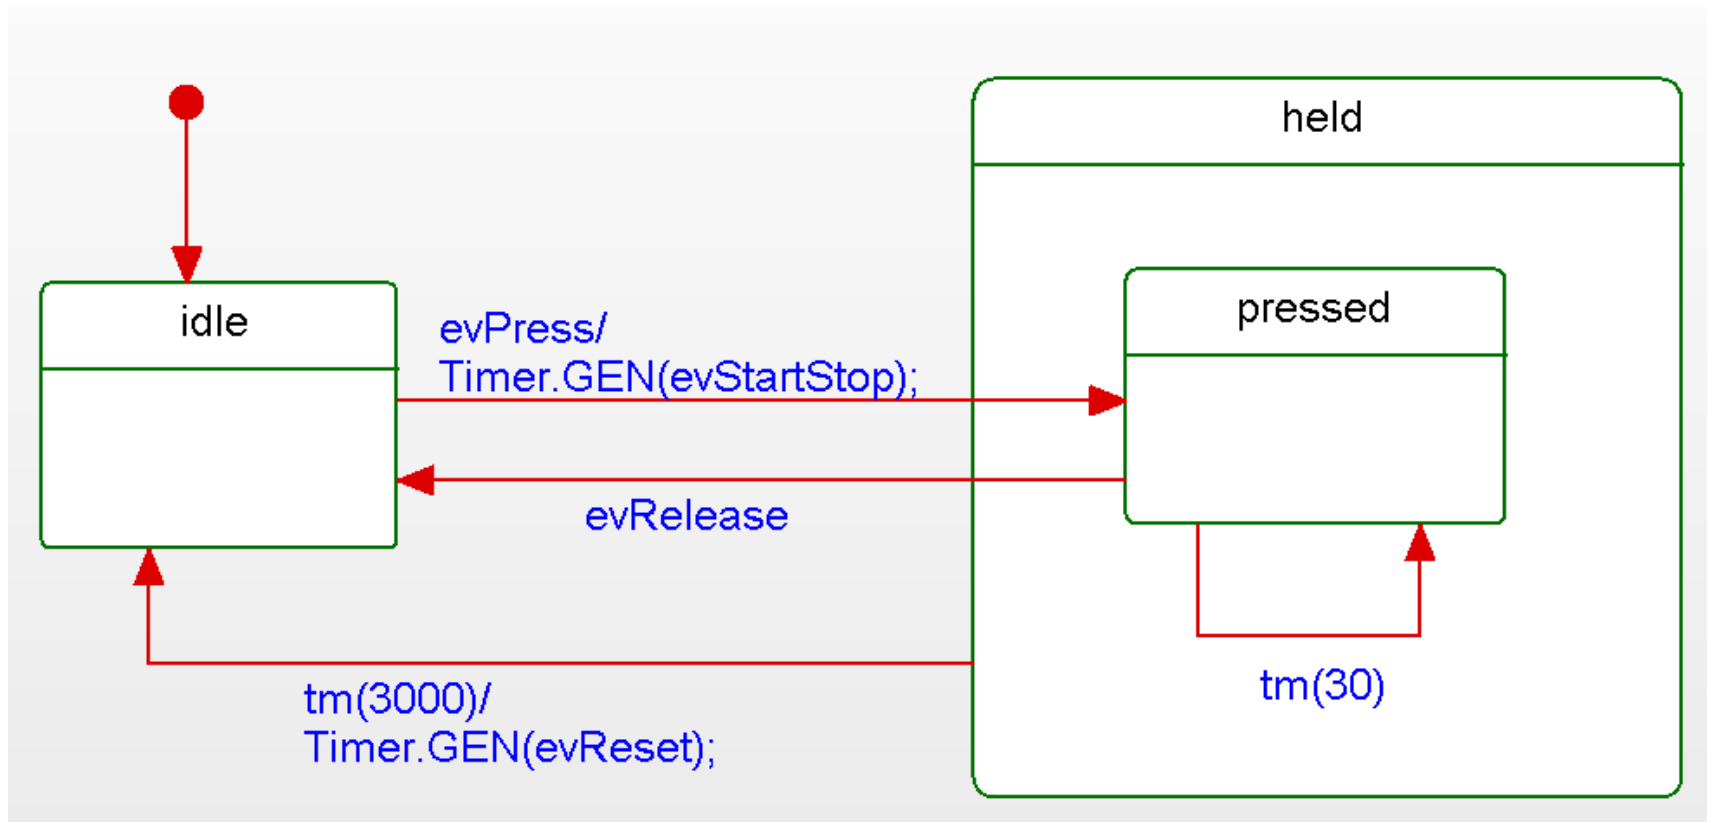 held
idle
pressed
evPress/
Timer.GEN(evStartStop);
evRelease
tm(30)
tm(3000)/
Timer.GEN(evReset);